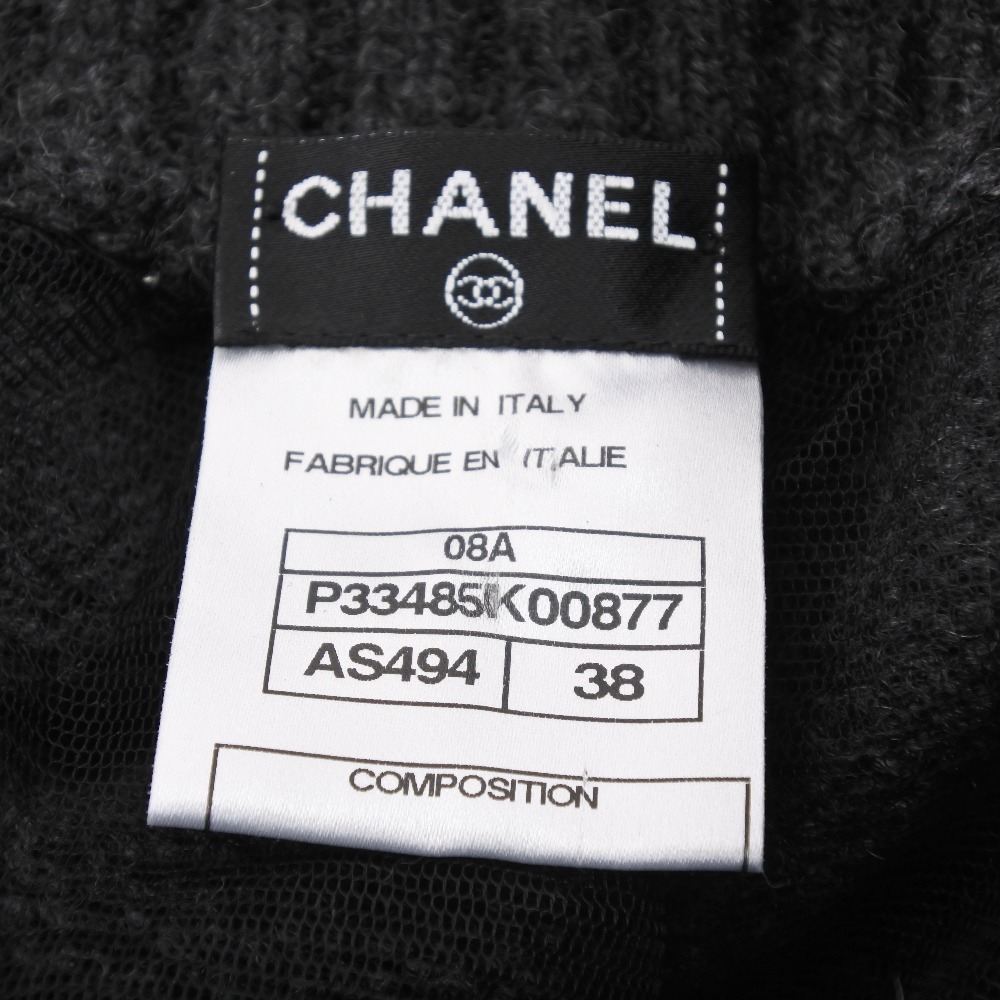 CHANEL
MADE IN ITALY
FABRIQUE EN ITALIE
08A
P33485K00877
AS494 38
COMPOSITION